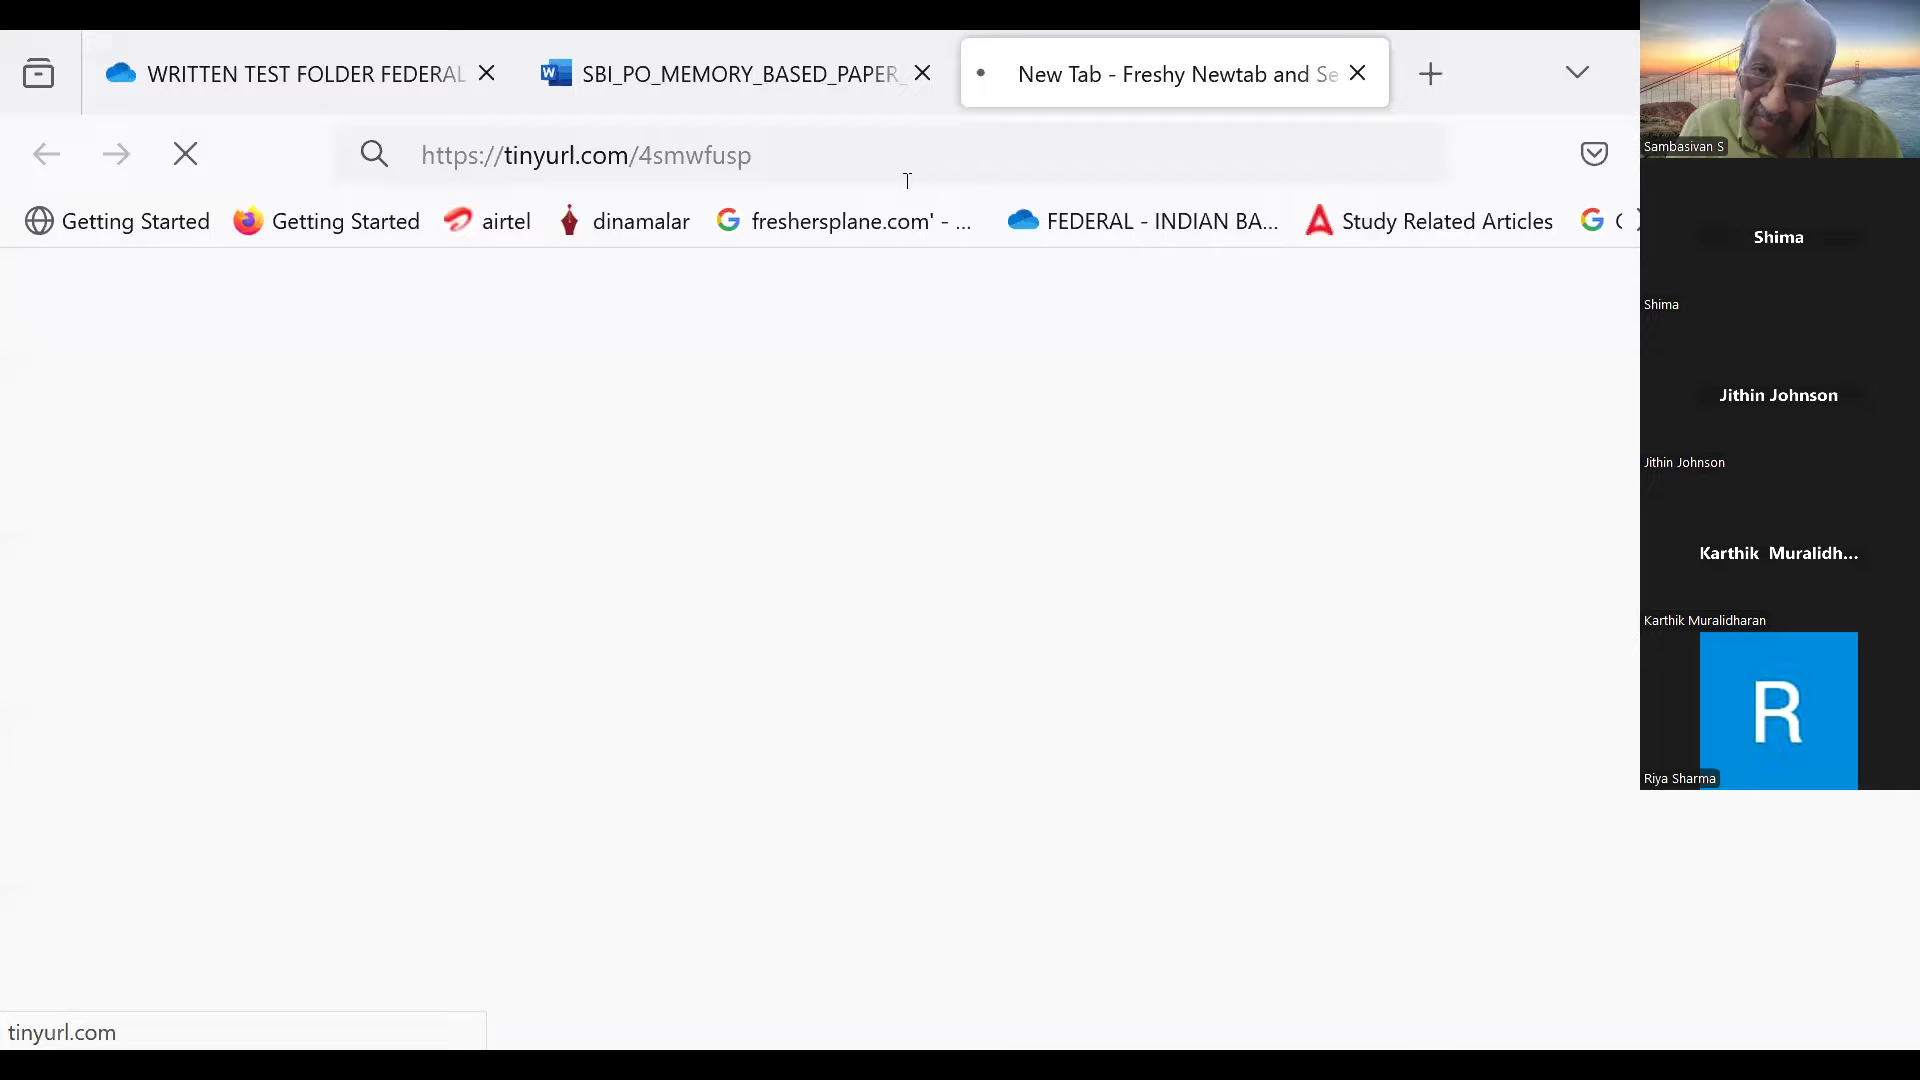 WRITTEN TEST FOLDER FEDERAL
SBI_PO_MEMORY_BASED_PAPER_
New Tab - Freshy Newtab and Se
https://tinyurl.com/4smwfusp
Getting Started
Getting Started
airtel
dinamalar
freshersplane.com' - ...
FEDERAL - INDIAN BA...
Study Related Articles
tinyurl.com
Sambasivan S
Shima
Shima
Jithin Johnson
Jithin Johnson
Karthik Muralidh...
Karthik Muralidharan
R
Riya Sharma